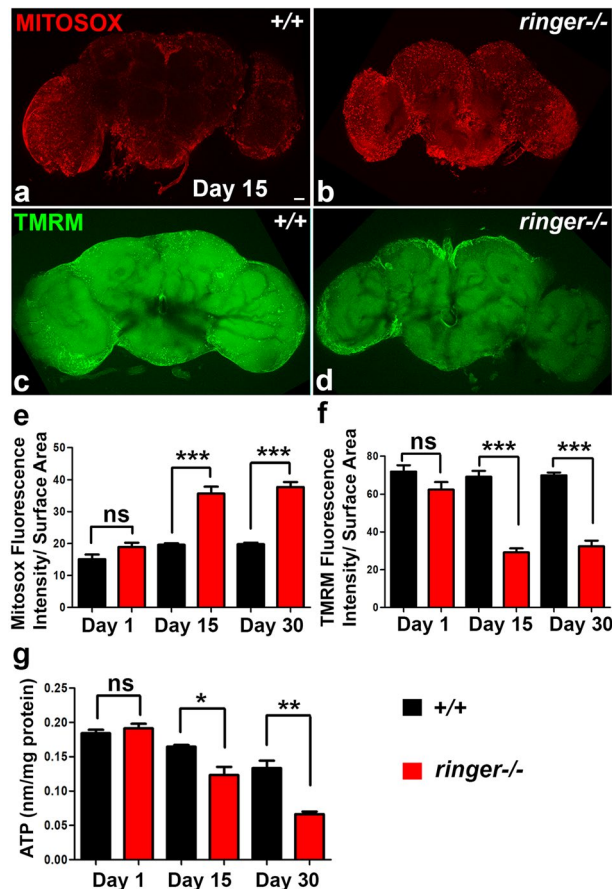 MITOSOX +/+ ringer-/-
a Day 15 b
TMRM +/+ ringer-/-
c d
e
Mitosox Fluorescence
Intensity/ Surface Area
50
40
30
20
10
0
ns
***
***
Day 1 Day 15 Day 30
f
TMRM Fluorescence
Intensity/ Surface Area
80
60
40
20
0
ns
***
***
Day 1 Day 15 Day 30
g
ATP (nm/mg protein)
0.25
0.20
0.15
0.10
0.05
0.00
ns
*
**
Day 1 Day 15 Day 30
+/+
ringer-/-